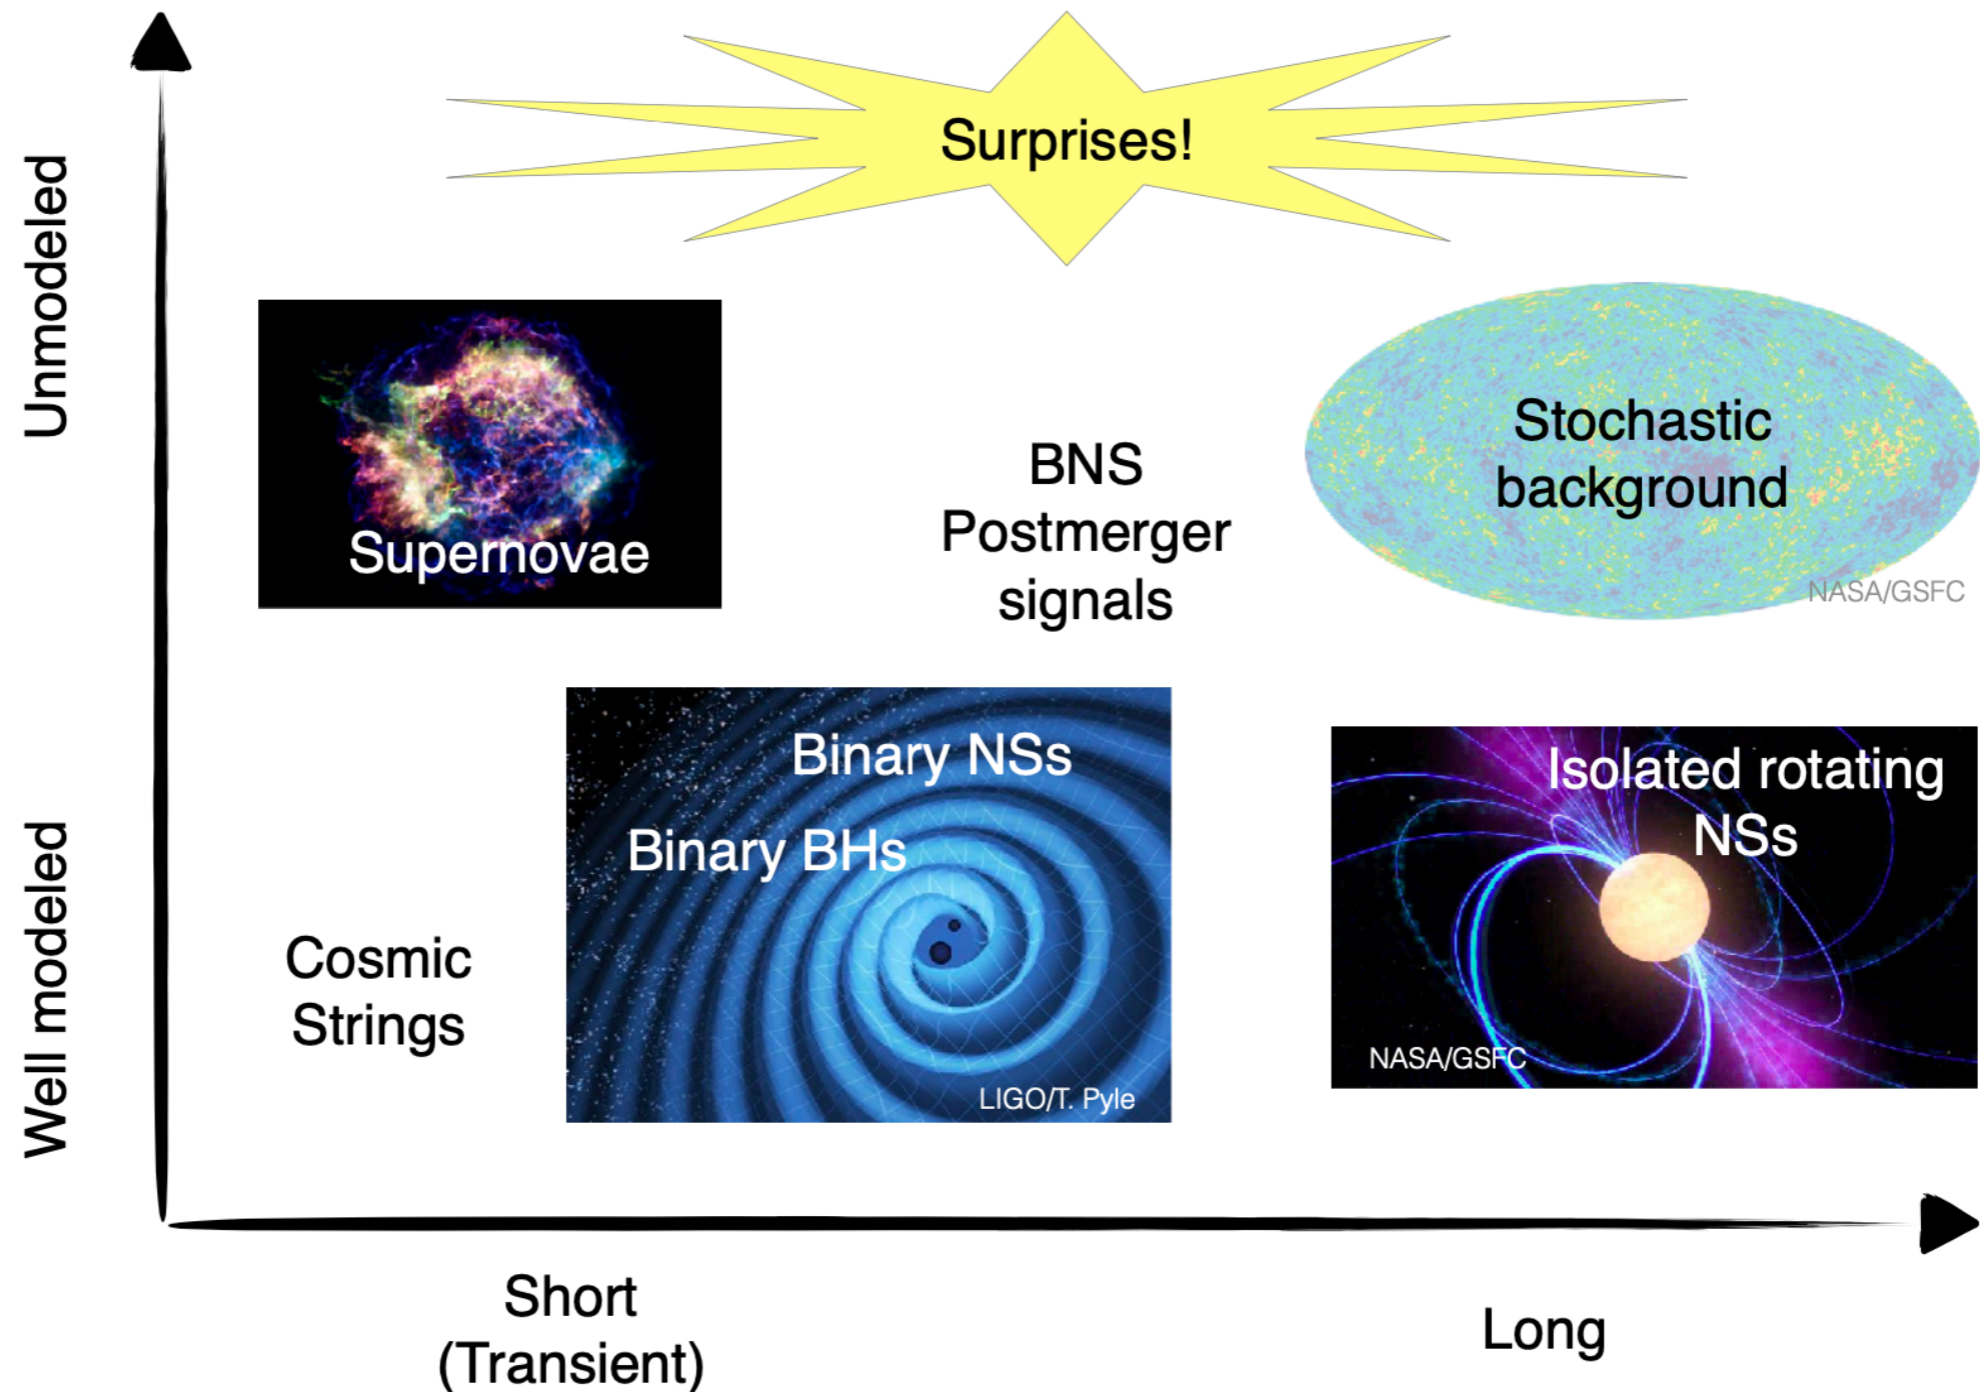 Surprises!
Unmodeled
Supernovae
BNS
Postmerger
signals
Stochastic
background
NASA/GSFC
Well modeled
Cosmic
Strings
Binary NSs
Binary BHs
LIGO/T. Pyle
Isolated rotating
NSs
NASA/GSFC
Short
(Transient)
Long